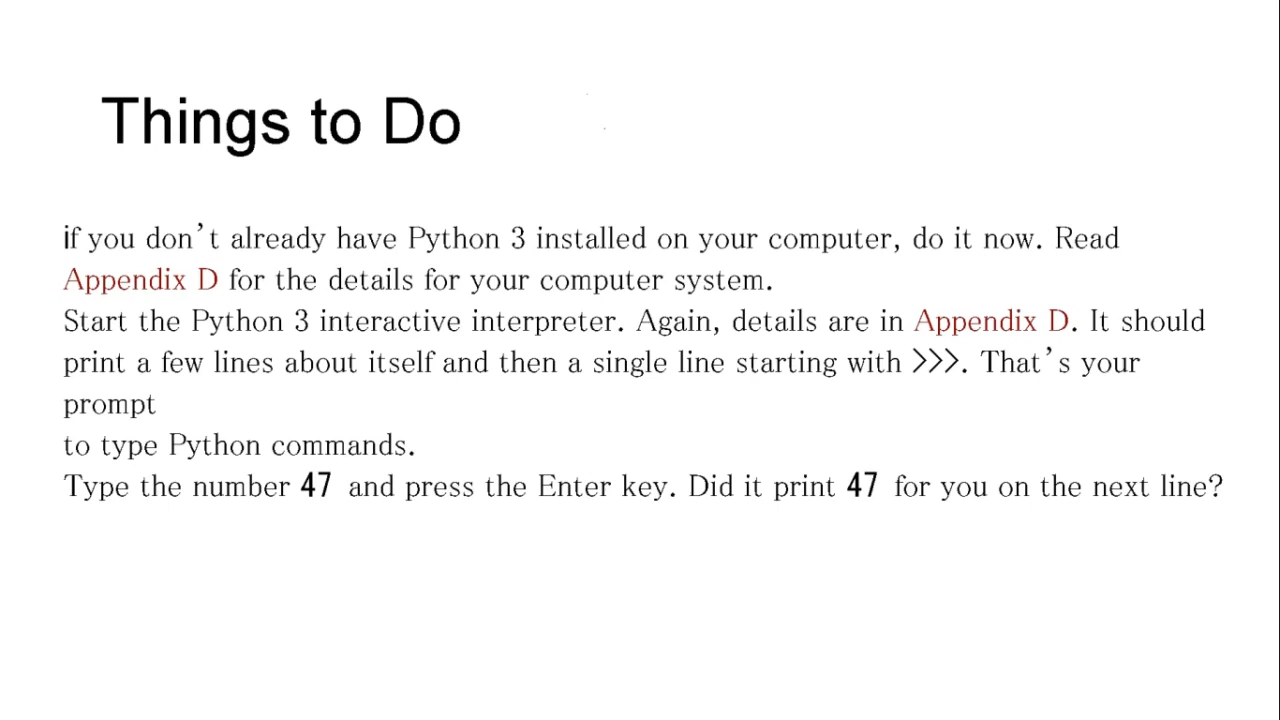 Things to Do
if you don’t already have Python 3 installed on your computer, do it now. Read
Appendix D for the details for your computer system.
Start the Python 3 interactive interpreter. Again, details are in Appendix D. It should
print a few lines about itself and then a single line starting with >>>. That’s your
prompt
to type Python commands.
Type the number 47 and press the Enter key. Did it print 47 for you on the next line?